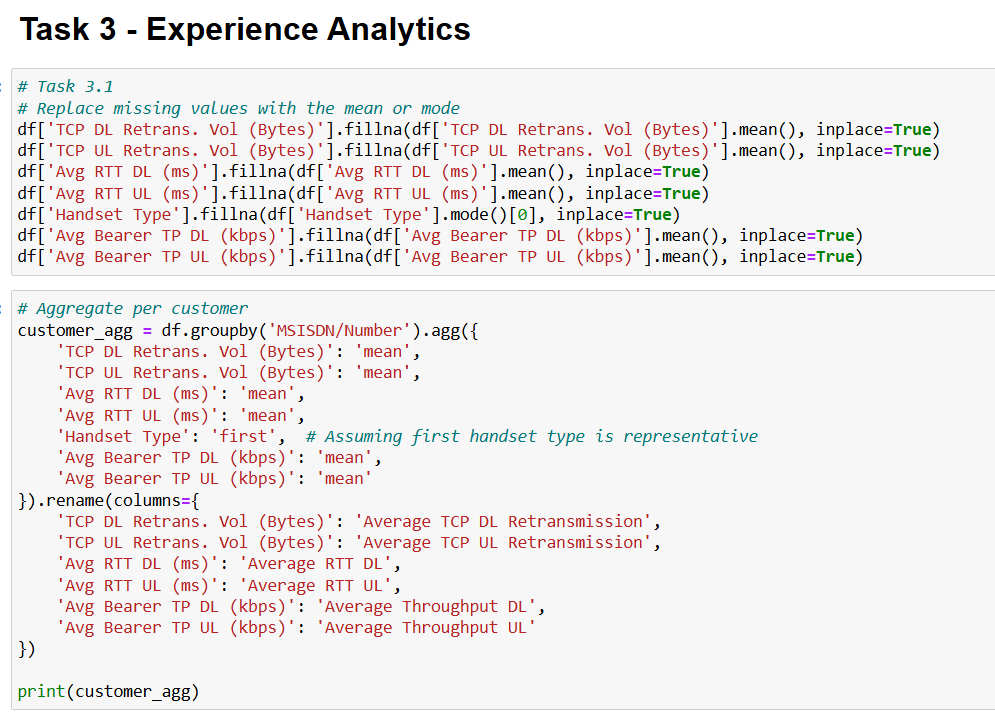 Task 3 - Experience Analytics
# Task 3.1
# Replace missing values with the mean or mode
df['TCP DL Retrans. Vol (Bytes)'].fillna(df['TCP DL Retrans. Vol (Bytes)'].mean(), inplace=True)
df['TCP UL Retrans. Vol (Bytes)'].fillna(df['TCP UL Retrans. Vol (Bytes)'].mean(), inplace=True)
df['Avg RTT DL (ms)'].fillna(df['Avg RTT DL (ms)'].mean(), inplace=True)
df['Avg RTT UL (ms)'].fillna(df['Avg RTT UL (ms)'].mean(), inplace=True)
df['Handset Type'].fillna(df['Handset Type'].mode()[0], inplace=True)
df['Avg Bearer TP DL (kbps)'].fillna(df['Avg Bearer TP DL (kbps)'].mean(), inplace=True)
df['Avg Bearer TP UL (kbps)'].fillna(df['Avg Bearer TP UL (kbps)'].mean(), inplace=True)
# Aggregate per customer
customer_agg = df.groupby('MSISDN/Number').agg({
    'TCP DL Retrans. Vol (Bytes)': 'mean',
    'TCP UL Retrans. Vol (Bytes)': 'mean',
    'Avg RTT DL (ms)': 'mean',
    'Avg RTT UL (ms)': 'mean',
    'Handset Type': 'first',  # Assuming first handset type is representative
    'Avg Bearer TP DL (kbps)': 'mean',
    'Avg Bearer TP UL (kbps)': 'mean'
}).rename(columns={
    'TCP DL Retrans. Vol (Bytes)': 'Average TCP DL Retransmission',
    'TCP UL Retrans. Vol (Bytes)': 'Average TCP UL Retransmission',
    'Avg RTT DL (ms)': 'Average RTT DL',
    'Avg RTT UL (ms)': 'Average RTT UL',
    'Avg Bearer TP DL (kbps)': 'Average Throughput DL',
    'Avg Bearer TP UL (kbps)': 'Average Throughput UL'
})
print(customer_agg)